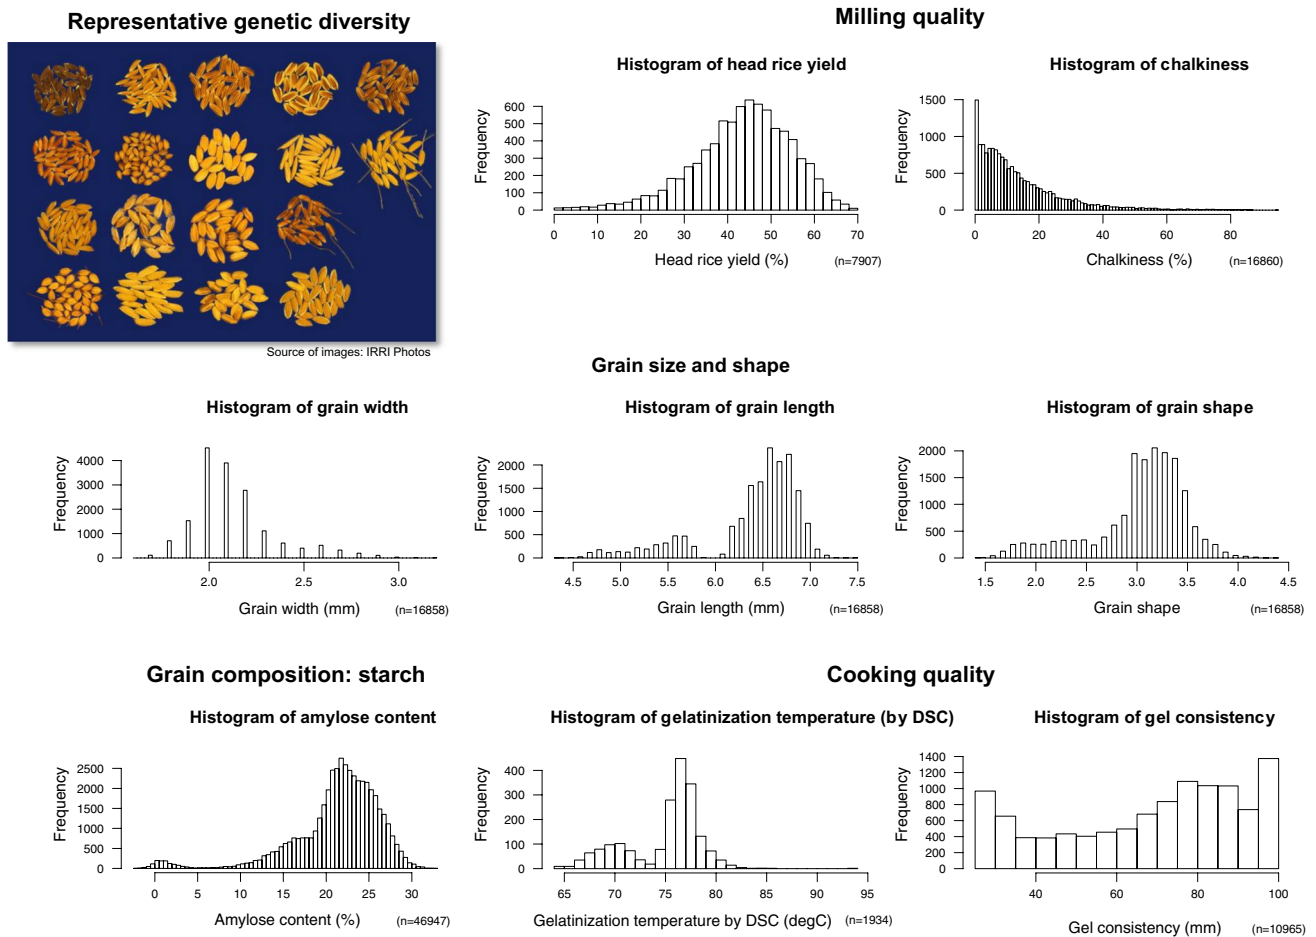 Representative genetic diversity
Source of images: IRRI Photos
Milling quality
Histogram of head rice yield
Frequency
600
500
400
300
200
100
0
0 10 20 30 40 50 60 70
Head rice yield (%) (n=7907)
Histogram of chalkiness
Frequency
1500
1000
500
0
0 20 40 60 80
Chalkiness (%) (n=16860)
Grain size and shape
Histogram of grain width
Frequency
4000
3000
2000
1000
0
2.0 2.5 3.0
Grain width (mm) (n=16858)
Histogram of grain length
Frequency
2000
1500
1000
500
0
4.5 5.0 5.5 6.0 6.5 7.0 7.5
Grain length (mm) (n=16858)
Histogram of grain shape
Frequency
2000
1500
1000
500
0
1.5 2.0 2.5 3.0 3.5 4.0 4.5
Grain shape (n=16858)
Grain composition: starch
Histogram of amylose content
Frequency
2500
2000
1500
1000
500
0
0 5 10 15 20 25 30
Amylose content (%) (n=46947)
Cooking quality
Histogram of gelatinization temperature (by DSC)
Frequency
400
300
200
100
0
65 70 75 80 85 90 95
Gelatinization temperature by DSC (degC) (n=1934)
Histogram of gel consistency
Frequency
1400
1200
1000
800
600
400
200
0
40 60 80 100
Gel consistency (mm) (n=10965)